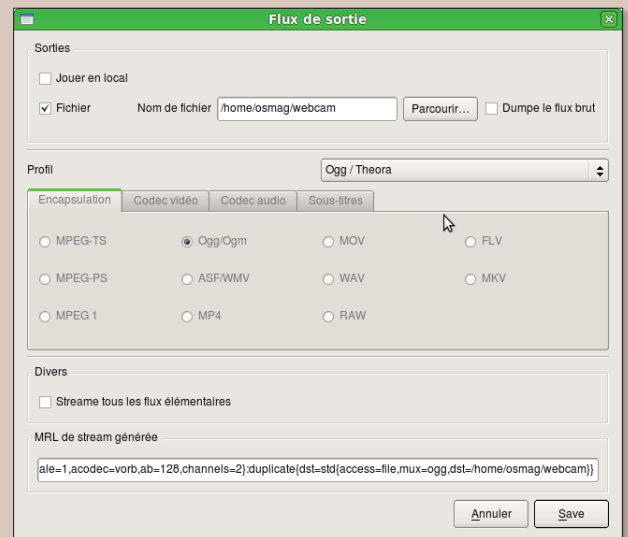 Flux de sortie
Sorties
Jouer en local
Fichier Nom de fichier /home/osmag/webcam Parcourir... Dumpe le flux brut
Profil Ogg / Theora
Encapsulation Codec vidéo Codec audio Sous-titres
MPEG-TS Ogg/Ogm MOV FLV
MPEG-PS ASF/WMV WAV MKV
MPEG 1 MP4 RAW
Divers
Streame tous les flux élémentaires
MRL de stream générée
ale=1,acodec=vorb,ab=128,channels=2}:duplicate{dst=std{access=file,mux=ogg,dst=/home/osmag/webcam}}
Annuler Save